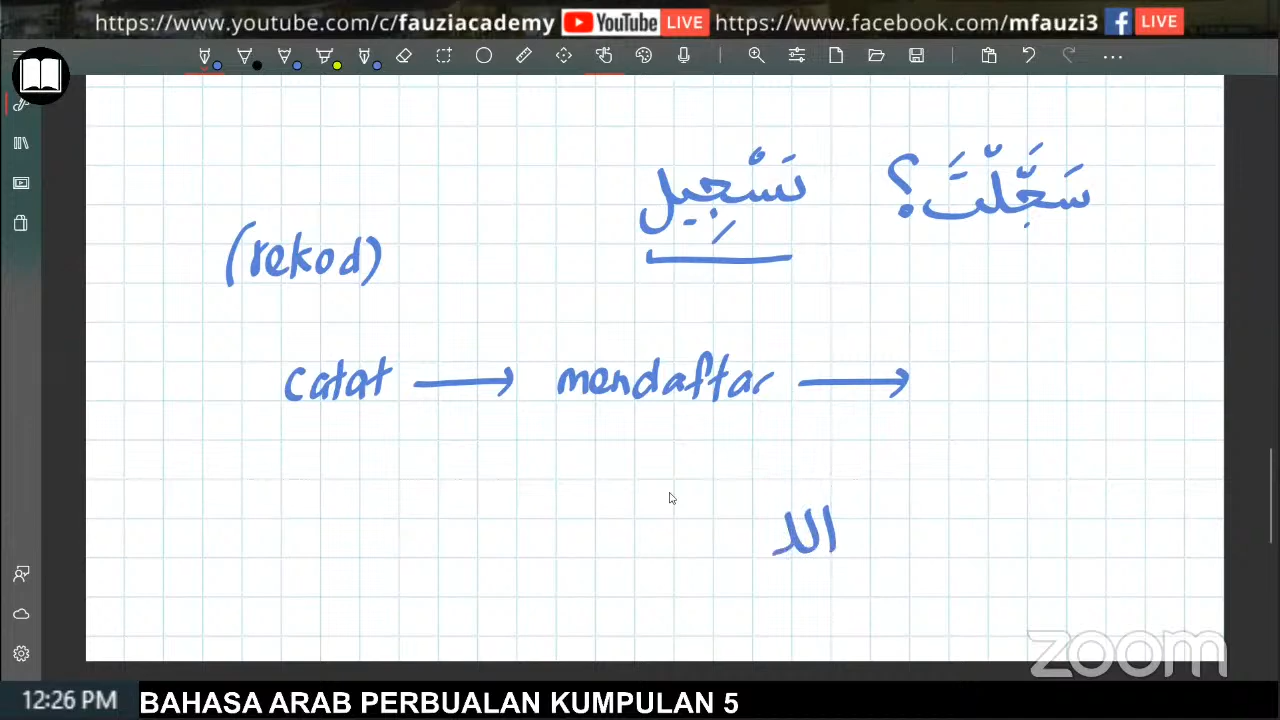 https://www.youtube.com/c/fauziacademy YouTube LIVE https://www.facebook.com/mfauzi3 f LIVE
سَجَّلْتَ؟ تَسْجِيل
(rekod)
catat → mendaftar →
zoom
12:26 PM BAHASA ARAB PERBUALAN KUMPULAN 5